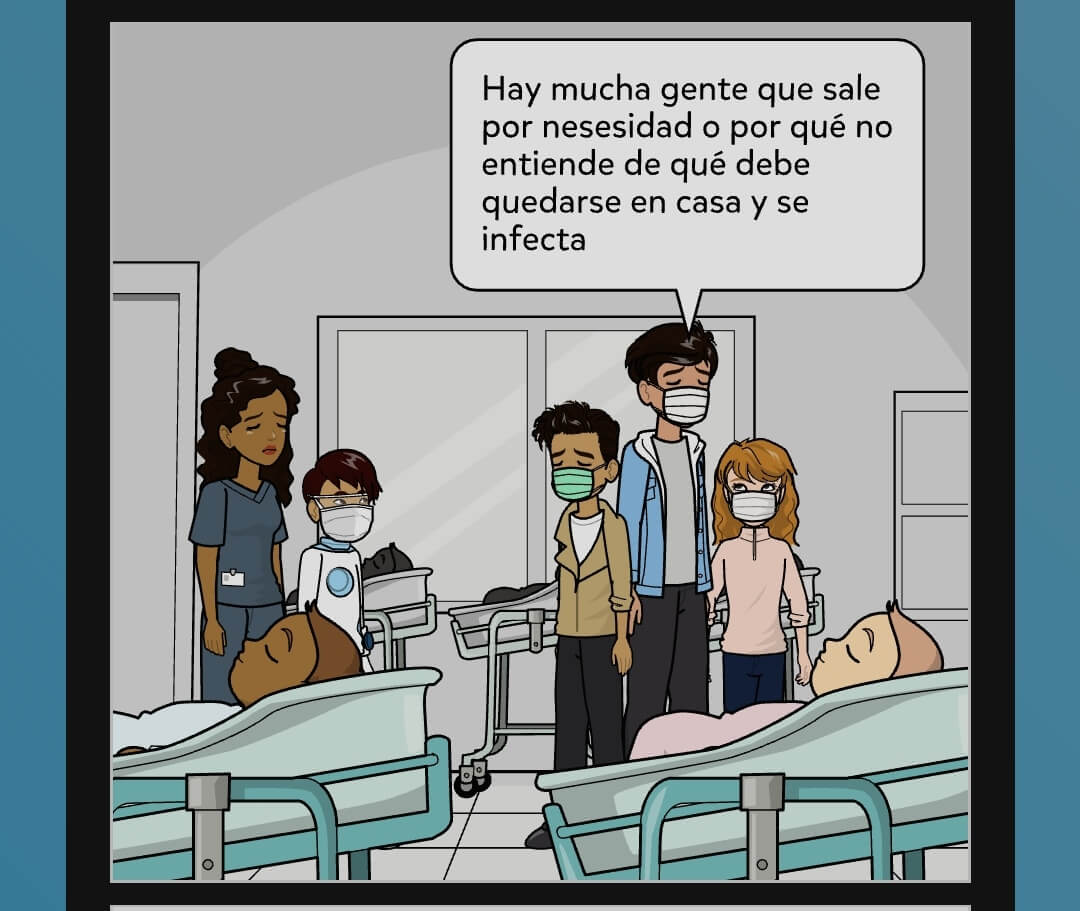 Hay mucha gente que sale
por nesesidad o por qué no
entiende de qué debe
quedarse en casa y se
infecta